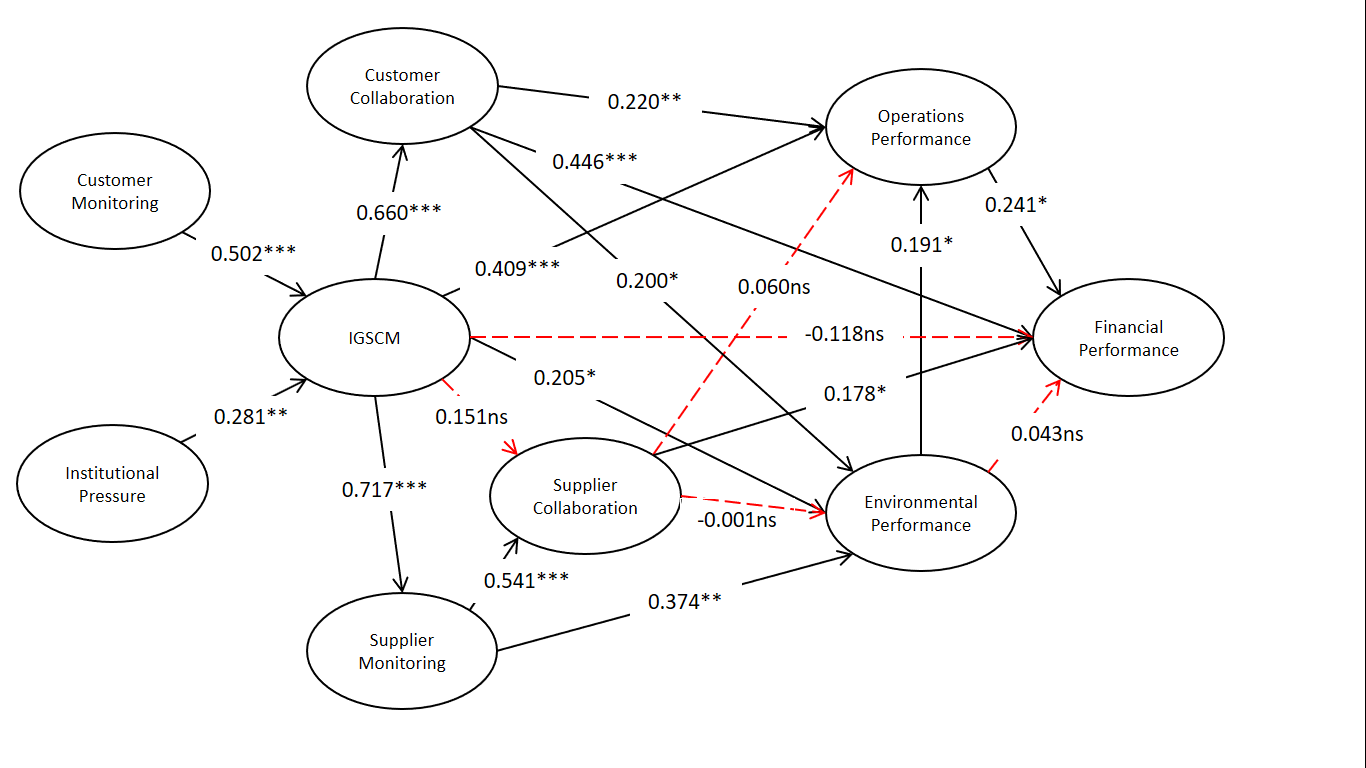 Customer
Collaboration
0.220**
Operations
Performance
0.446***
Customer
Monitoring
0.660***
0.241*
0.502***
0.191*
0.409***
0.200*
0.060ns
IGSCM
-0.118ns
Financial
Performance
0.205*
0.178*
0.281**
0.151ns
0.043ns
Institutional
Pressure
0.717***
Supplier
Collaboration
Environmental
Performance
-0.001ns
0.541***
0.374**
Supplier
Monitoring